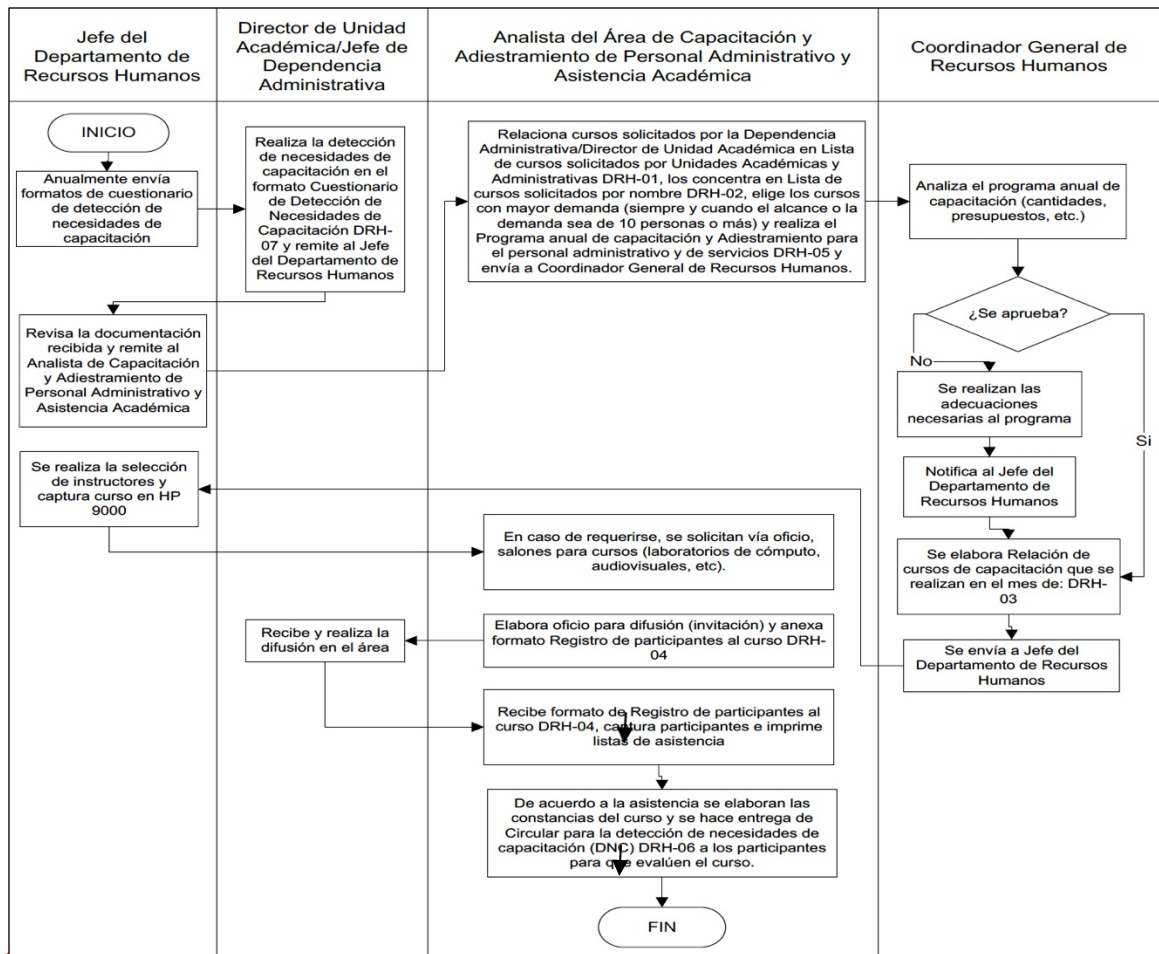 Jefe del
Departamento de
Recursos Humanos
Director de Unidad
Académica/Jefe de
Dependencia
Administrativa
Analista del Área de Capacitación y
Adiestramiento de Personal Administrativo y
Asistencia Académica
Coordinador General de
Recursos Humanos
INICIO
Anualmente envía
formatos de cuestionario
de detección de
necesidades de
capacitación
Realiza la detección
de necesidades de
capacitación en el
formato Cuestionario
de Detección de
Necesidades de
Capacitación DRH-
07 y remite al Jefe
del Departamento de
Recursos Humanos
Relaciona cursos solicitados por la Dependencia
Administrativa/Director de Unidad Académica en Lista
de cursos solicitados por Unidades Académicas y
Administrativas DRH-01, los concentra en Lista de
cursos solicitados por nombre DRH-02, elige los cursos
con mayor demanda (siempre y cuando el alcance o la
demanda sea de 10 personas o más) y realiza el
Programa anual de capacitación y Adiestramiento para
el personal administrativo y de servicios DRH-05 y
envía a Coordinador General de Recursos Humanos.
Analiza el programa anual de
capacitación (cantidades,
presupuestos, etc.)
¿Se aprueba?
No
Si
Revisa la documentación
recibida y remite al
Analista de Capacitación
y Adiestramiento de
Personal Administrativo y
Asistencia Académica
Se realizan las
adecuaciones
necesarias al programa
Notifica al Jefe del
Departamento de
Recursos Humanos
Se elabora Relación de
cursos de capacitación que se
realizan en el mes de: DRH-
03
Se envía a Jefe del
Departamento de Recursos
Humanos
Se realiza la selección
de instructores y
captura curso en HP
9000
En caso de requerirse, se solicitan vía oficio,
salones para cursos (laboratorios de cómputo,
audiovisuales, etc).
Elabora oficio para difusión (invitación) y anexa
formato Registro de participantes al curso DRH-
04
Recibe y realiza la
difusión en el área
Recibe formato de Registro de participantes al
curso DRH-04, captura participantes e imprime
listas de asistencia
De acuerdo a la asistencia se elaboran las
constancias del curso y se hace entrega de
Circular para la detección de necesidades de
capacitación (DNC) DRH-06 a los participantes
para que evalúen el curso.
FIN